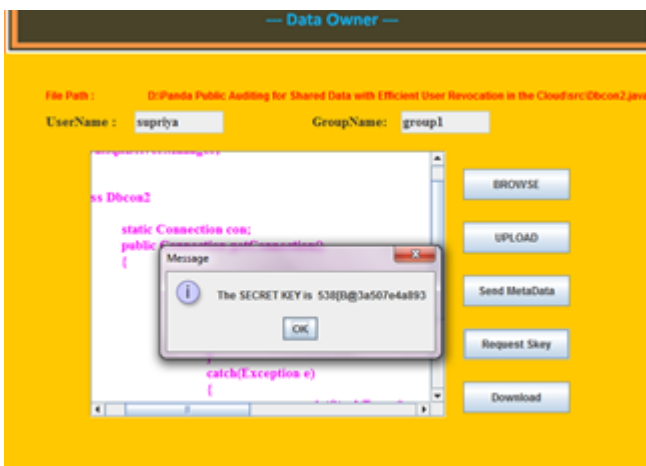 --- Data Owner ---
File Path : D:\Panda Public Auditing for Shared Data with Efficient User Revocation in the Cloud\src\Dbcon2.java
UserName : supriya GroupName: group1
ss Dbcon2
static Connection con;
public Connection getConnection()
{
Message
The SECRET KEY is 538[B@3a507e4a893
OK
}
catch(Exception e)
{
BROWSE
UPLOAD
Send MetaData
Request Skey
Download